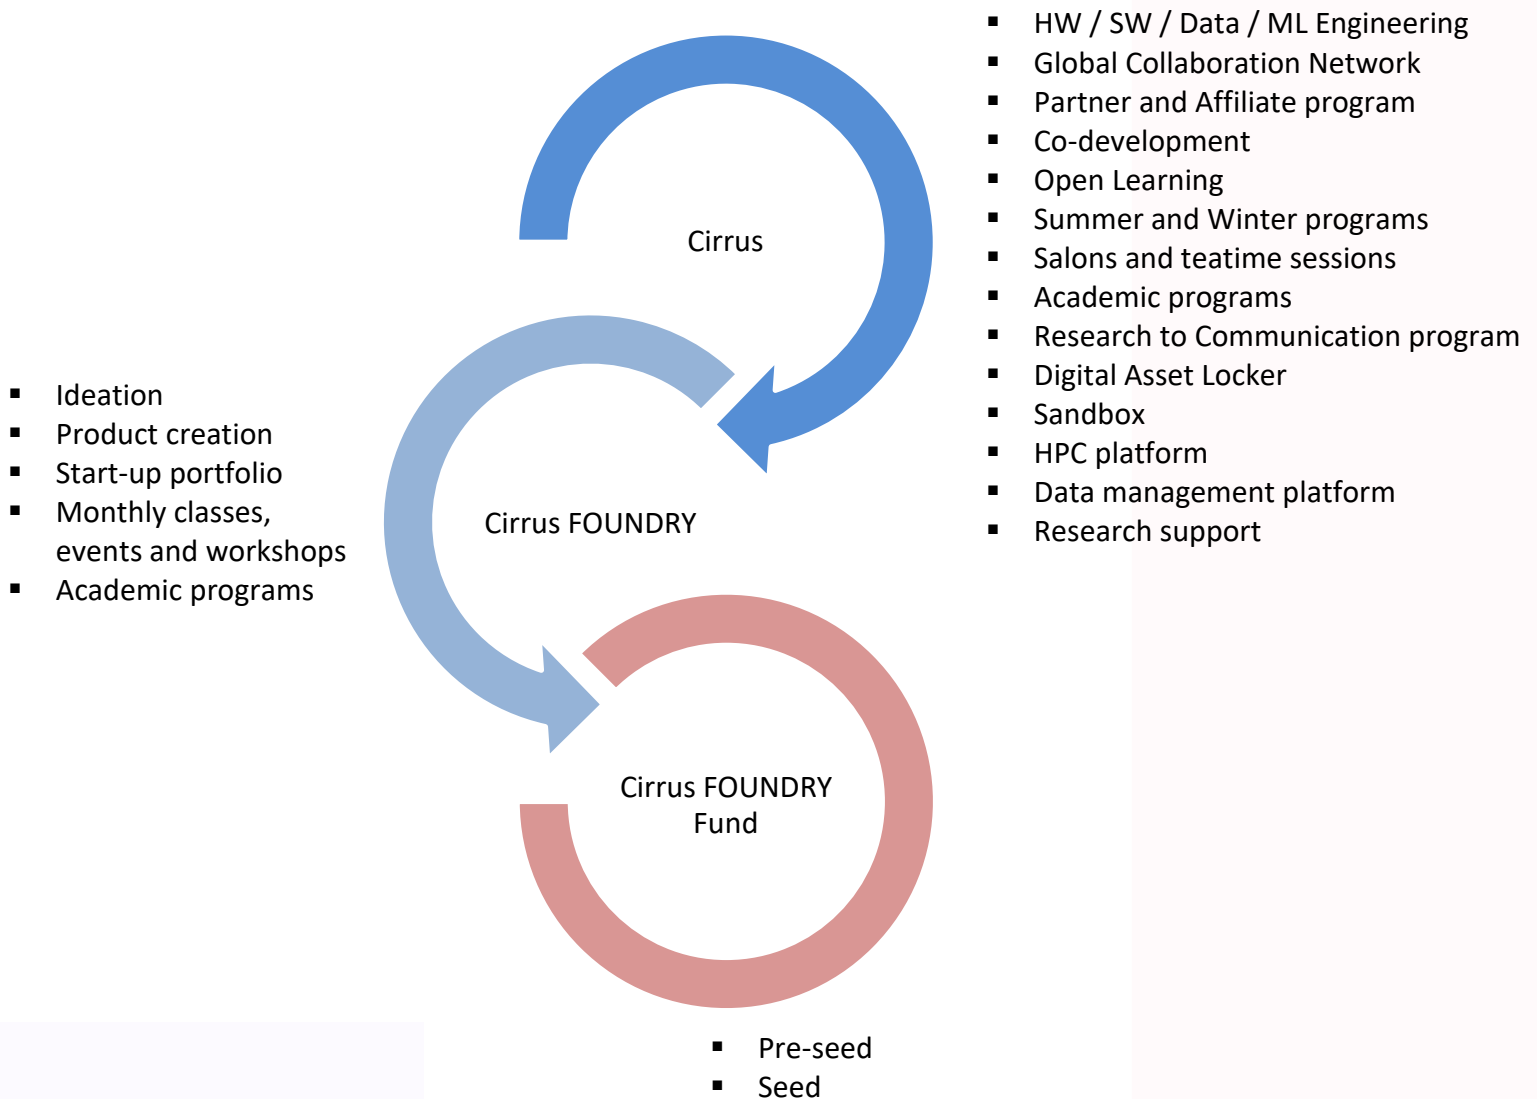 ▪ HW / SW / Data / ML Engineering
▪ Global Collaboration Network
▪ Partner and Affiliate program
▪ Co-development
▪ Open Learning
▪ Summer and Winter programs
▪ Salons and teatime sessions
▪ Academic programs
▪ Research to Communication program
▪ Digital Asset Locker
▪ Sandbox
▪ HPC platform
▪ Data management platform
▪ Research support
Cirrus
▪ Ideation
▪ Product creation
▪ Start-up portfolio
▪ Monthly classes,
events and workshops
▪ Academic programs
Cirrus FOUNDRY
Cirrus FOUNDRY
Fund
▪ Pre-seed
▪ Seed